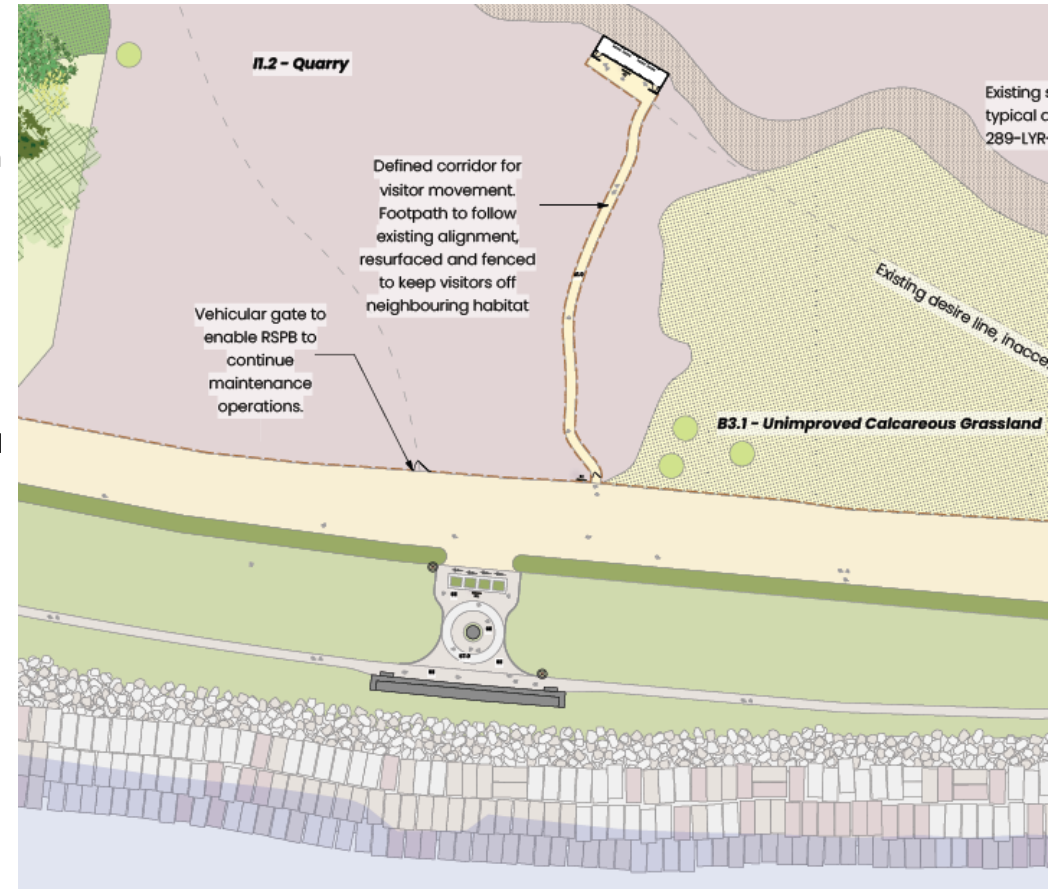 I1.2 - Quarry
Existing
typical
289-LYR-
Defined corridor for
visitor movement.
Footpath to follow
existing alignment,
resurfaced and fenced
to keep visitors off
neighbouring habitat
Existing desire line,
Vehicular gate to
enable RSPB to
continue
maintenance
operations.
B3.1 - Unimproved Calcareous Grassland